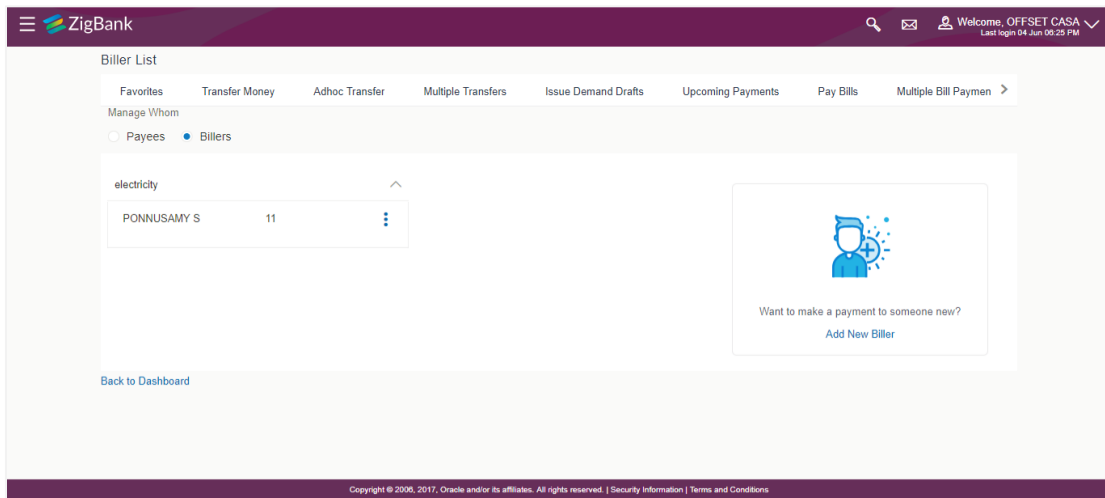 ZigBank
Welcome, OFFSET CASA
Last login 04 Jun 06:25 PM
Biller List
Favorites Transfer Money Adhoc Transfer Multiple Transfers Issue Demand Drafts Upcoming Payments Pay Bills Multiple Bill Paymen
Manage Whom
Payees Billers
electricity
PONNUSAMY S 11
Want to make a payment to someone new?
Add New Biller
Back to Dashboard
Copyright © 2006, 2017, Oracle and/or its affiliates. All rights reserved. | Security Information | Terms and Conditions